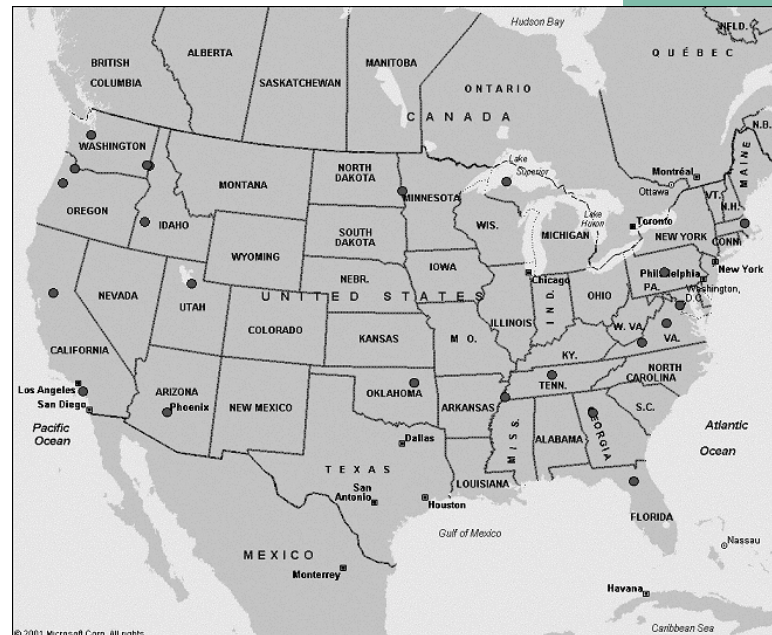 Hudson Bay
NFLD.
ALBERTA
MANITOBA
QUÉBEC
BRITISH
COLUMBIA
SASKATCHEWAN
ONTARIO
CANADA
N.B.
WASHINGTON
MONTANA
NORTH
DAKOTA
MINNESOTA
Lake
Superior
Montréal
Ottawa
MAINE
VT.
N.H.
OREGON
IDAHO
SOUTH
DAKOTA
WIS.
MICHIGAN
Lake
Huron
Toronto
NEW YORK
CONN.
WYOMING
IOWA
Chicago
New York
NEVADA
UTAH
NEBR.
UNITED STATES
ILLINOIS
IND.
OHIO
PA.
Philadelphia
Washington,
D.C.
COLORADO
KANSAS
MO.
W. VA.
VA.
KY.
CALIFORNIA
Los Angeles
San Diego
ARIZONA
Phoenix
NEW MEXICO
OKLAHOMA
ARKANSAS
TENN.
NORTH
CAROLINA
S.C.
Pacific
Ocean
Dallas
MISS.
ALABAMA
GEORGIA
Atlantic
Ocean
TEXAS
San
Antonio
Houston
LOUISIANA
FLORIDA
Gulf of Mexico
Nassau
MEXICO
Monterrey
Havana
Caribbean Sea
© 2001 Microsoft Corp. All rights